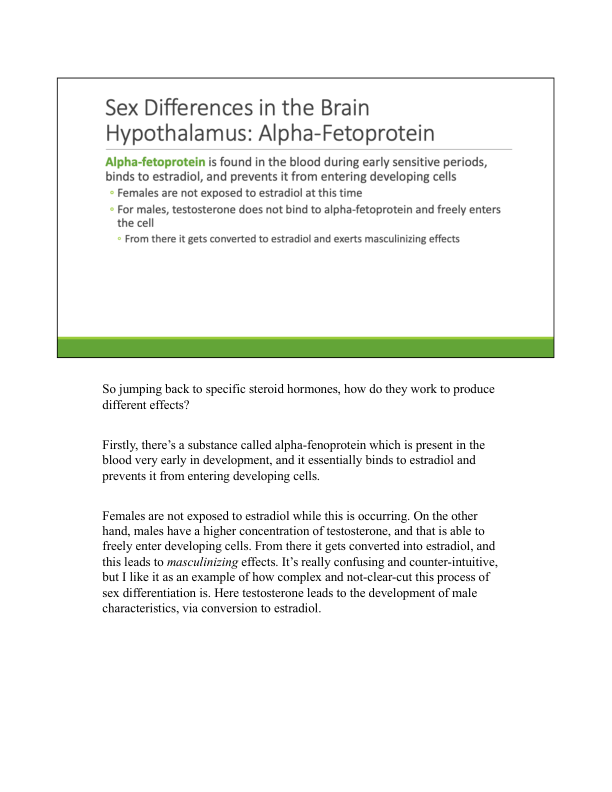 Sex Differences in the Brain
Hypothalamus: Alpha-Fetoprotein
Alpha-fetoprotein is found in the blood during early sensitive periods,
binds to estradiol, and prevents it from entering developing cells
◦ Females are not exposed to estradiol at this time
◦ For males, testosterone does not bind to alpha-fetoprotein and freely enters
the cell
◦ From there it gets converted to estradiol and exerts masculinizing effects
So jumping back to specific steroid hormones, how do they work to produce
different effects?
Firstly, there’s a substance called alpha-fenoprotein which is present in the
blood very early in development, and it essentially binds to estradiol and
prevents it from entering developing cells.
Females are not exposed to estradiol while this is occurring. On the other
hand, males have a higher concentration of testosterone, and that is able to
freely enter developing cells. From there it gets converted into estradiol, and
this leads to masculinizing effects. It’s really confusing and counter-intuitive,
but I like it as an example of how complex and not-clear-cut this process of
sex differentiation is. Here testosterone leads to the development of male
characteristics, via conversion to estradiol.